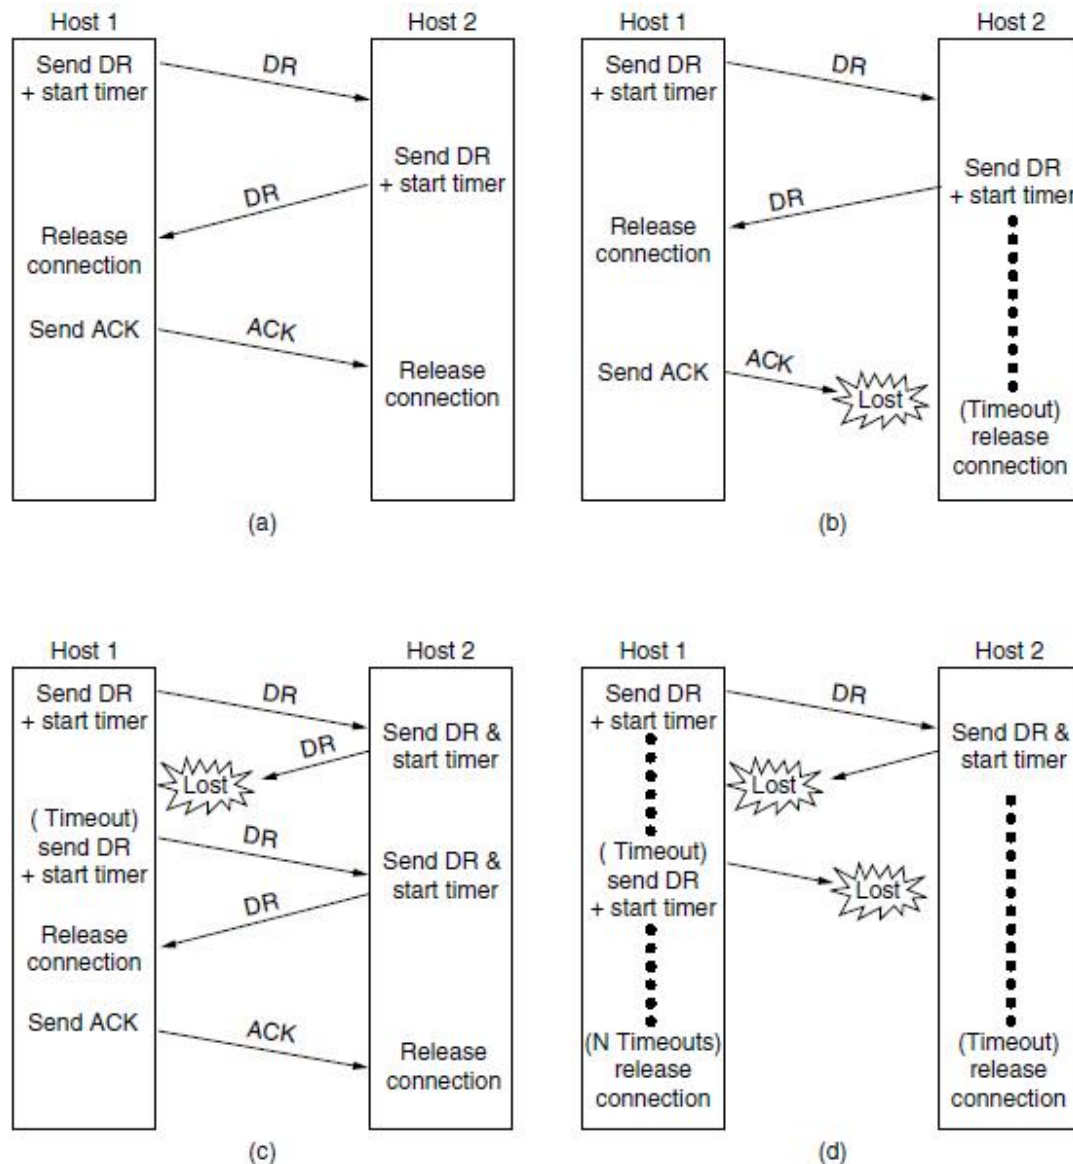 Host 1
Host 2
Send DR
+ start timer
DR
Send DR
+ start timer
DR
Release
connection
Send ACK
ACK
Release
connection
(a)
Host 1
Host 2
Send DR
+ start timer
DR
Send DR
+ start timer
DR
Release
connection
Send ACK
ACK
Lost
(Timeout)
release
connection
(b)
Host 1
Host 2
Send DR
+ start timer
DR
Send DR &
start timer
DR
Lost
( Timeout)
send DR
+ start timer
DR
Send DR &
start timer
DR
Release
connection
Send ACK
ACK
Release
connection
(c)
Host 1
Host 2
Send DR
+ start timer
DR
Send DR &
start timer
Lost
( Timeout)
send DR
+ start timer
Lost
(N Timeouts)
release
connection
(Timeout)
release
connection
(d)